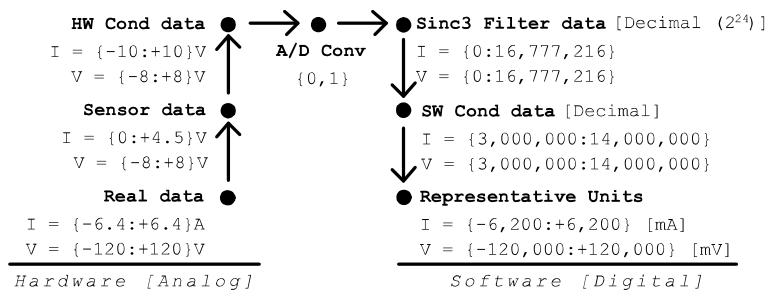 HW Cond data
I = {-10:+10}V
V = {-8:+8}V
Sensor data
I = {0:+4.5}V
V = {-8:+8}V
Real data
I = {-6.4:+6.4}A
V = {-120:+120}V
Hardware [Analog]
A/D Conv
{0,1}
Sinc3 Filter data [Decimal (2²⁴)]
I = {0:16,777,216}
V = {0:16,777,216}
SW Cond data [Decimal]
I = {3,000,000:14,000,000}
V = {3,000,000:14,000,000}
Representative Units
I = {-6,200:+6,200} [mA]
V = {-120,000:+120,000} [mV]
Software [Digital]